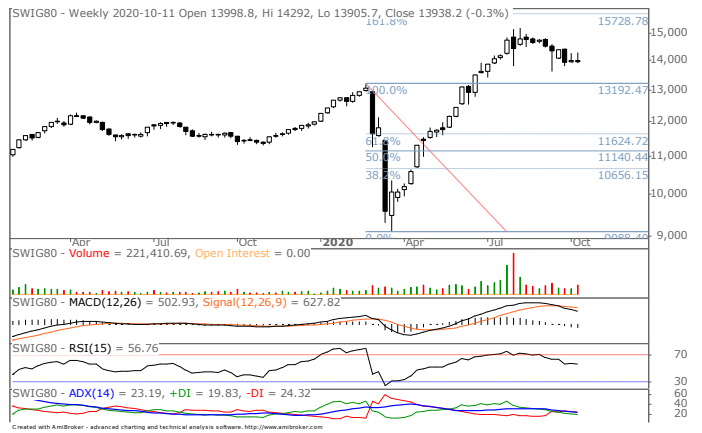 SWIG80 - Weekly 2020-10-11 Open 13998.8, Hi 14292, Lo 13905.7, Close 13938.2 (-0.3%)
161.8% 15728.78
15,000
14,000
100.0% 13192.47
13,000
12,000
61.8% 11624.72
50.0% 11140.44
11,000
38.2% 10656.15
10,000
0.0% 9088.40
9,000
Apr Jul Oct 2020 Apr Jul Oct
SWIG80 - Volume = 221,410.69, Open Interest = 0.00
SWIG80 - MACD(12,26) = 502.93, Signal(12,26,9) = 627.82
SWIG80 - RSI(15) = 56.76
70
30
SWIG80 - ADX(14) = 23.19, +DI = 19.83, -DI = 24.32
60
40
20
Created with AmiBroker - advanced charting and technical analysis software. http://www.amibroker.com